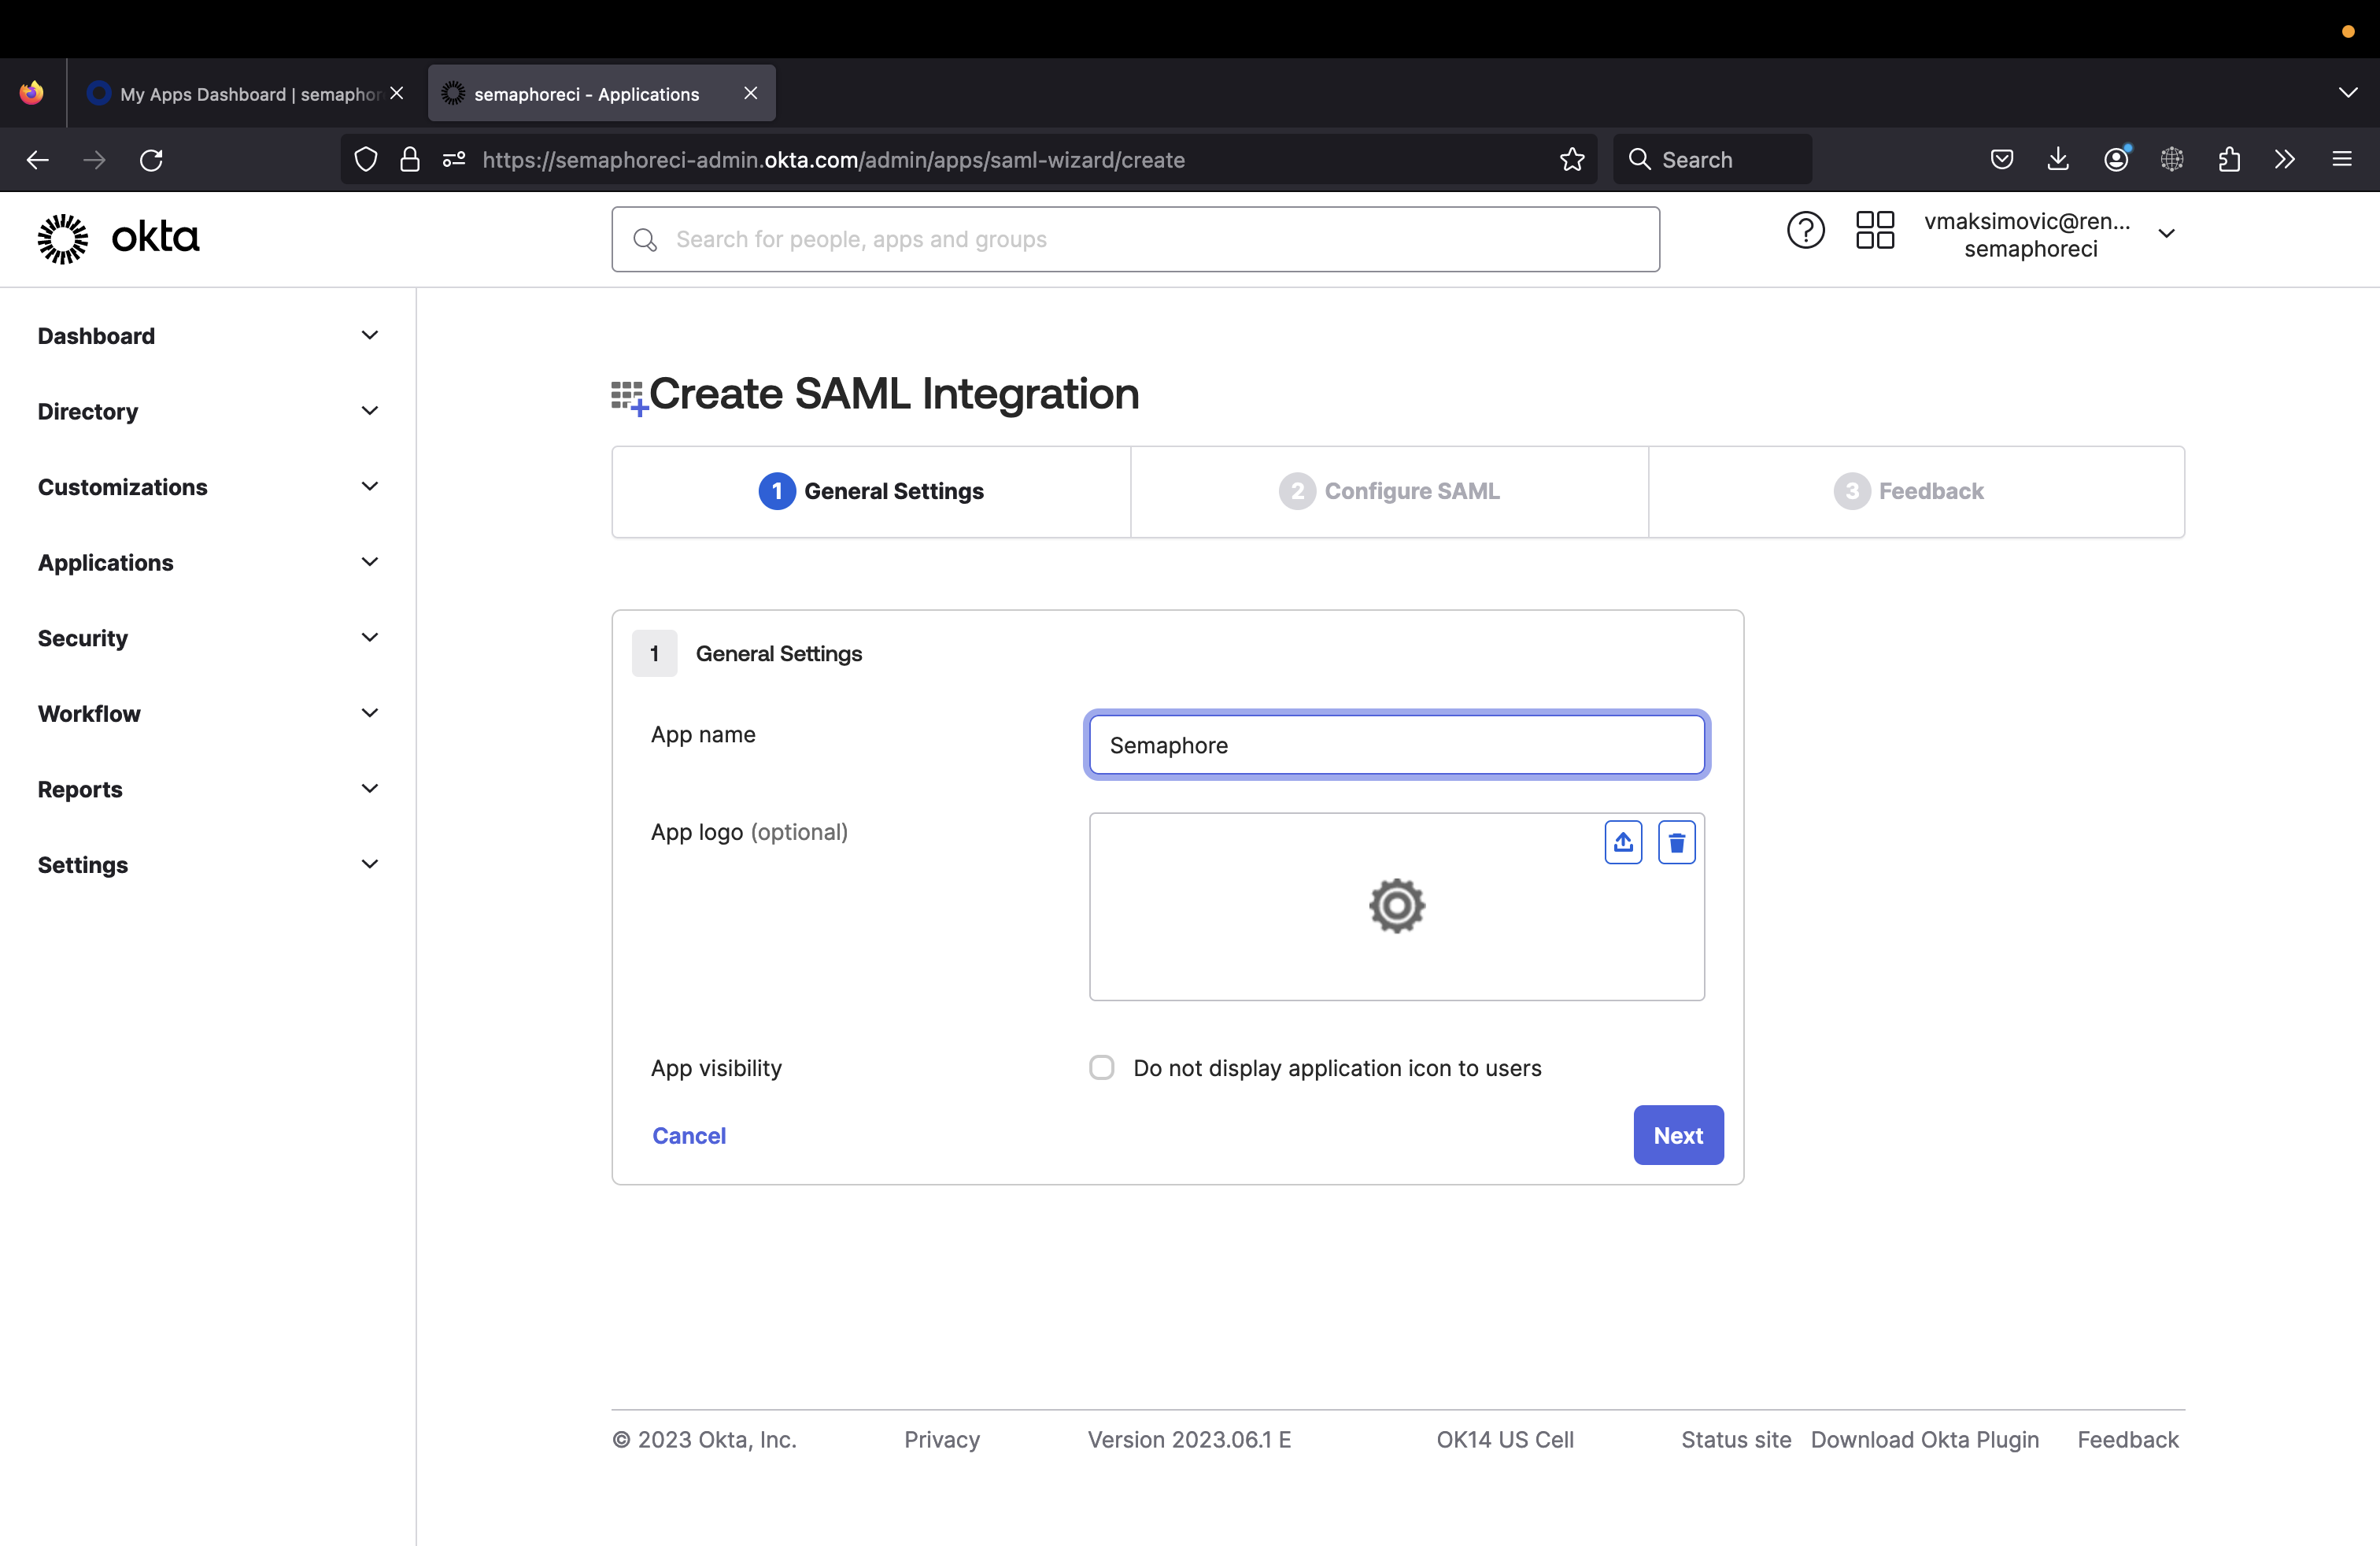 My Apps Dashboard | semaphor
semaphoreci - Applications
https://semaphoreci-admin.okta.com/admin/apps/saml-wizard/create
Search
okta
Search for people, apps and groups
vmaksimovic@ren...
semaphoreci
Dashboard
Directory
Customizations
Applications
Security
Workflow
Reports
Settings
Create SAML Integration
1 General Settings
2 Configure SAML
3 Feedback
1 General Settings
App name
Semaphore
App logo (optional)
App visibility
Do not display application icon to users
Cancel
Next
© 2023 Okta, Inc. Privacy Version 2023.06.1 E OK14 US Cell Status site Download Okta Plugin Feedback